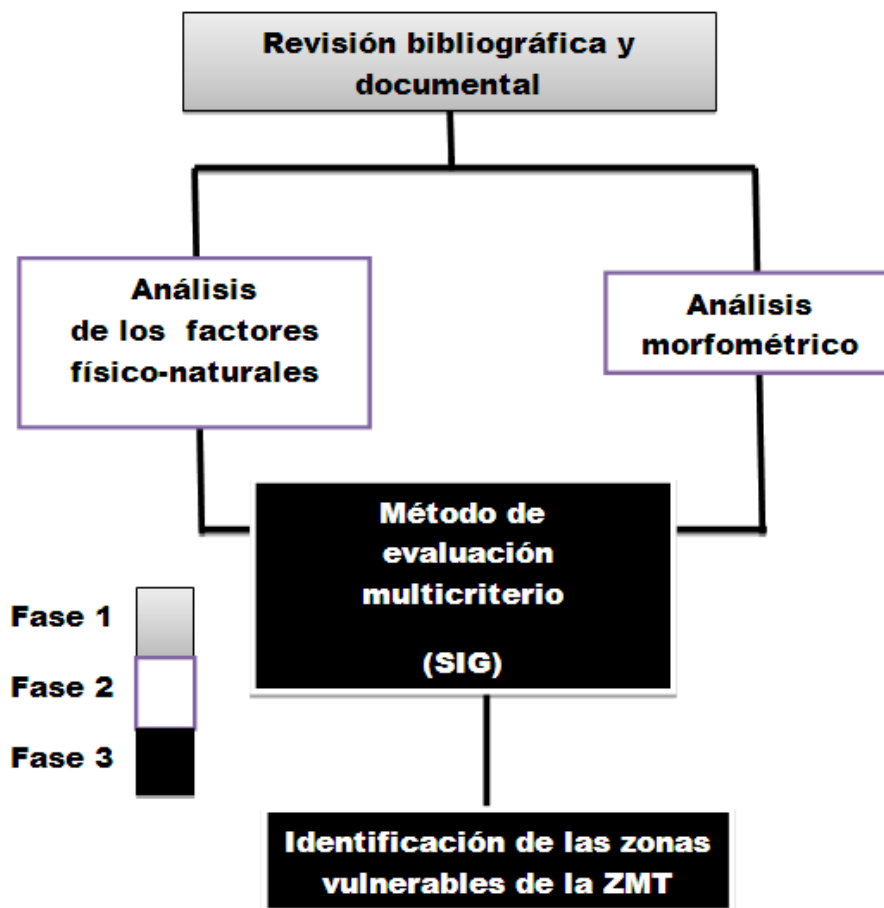 Revisión bibliográfica y
documental
Análisis
de los factores
físico-naturales
Análisis
morfométrico
Método de
evaluación
multicriterio
(SIG)
Fase 1
Fase 2
Fase 3
Identificación de las zonas
vulnerables de la ZMT